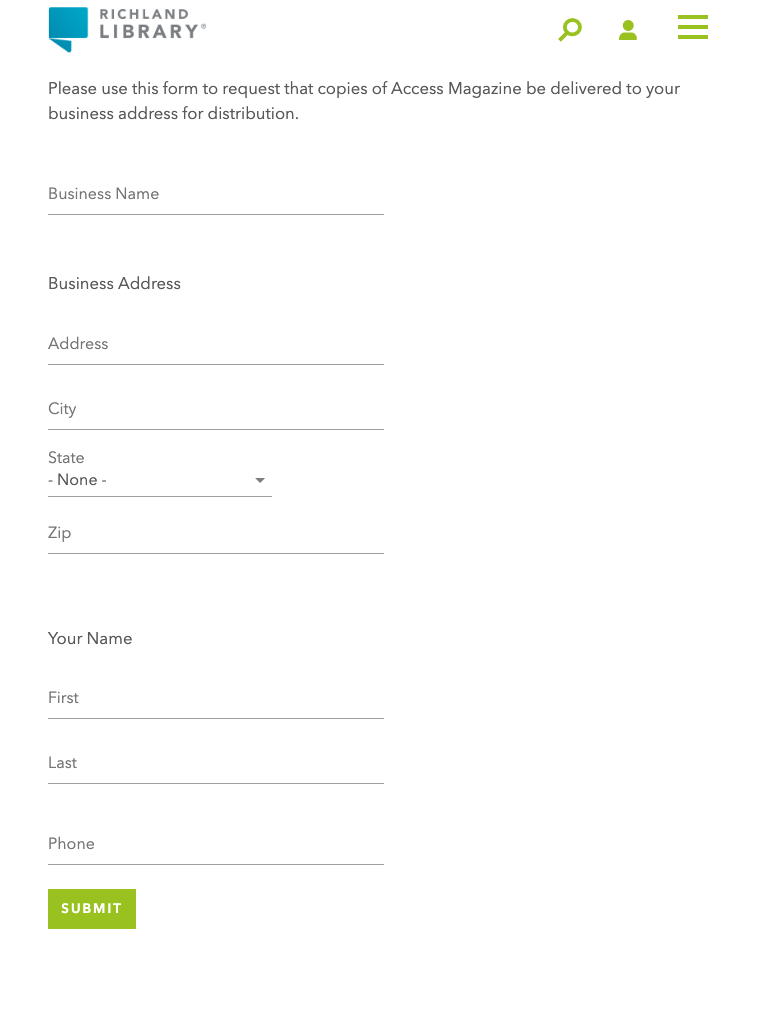 RICHLAND
LIBRARY®
Please use this form to request that copies of Access Magazine be delivered to your
business address for distribution.
Business Name
Business Address
Address
City
State
- None -
Zip
Your Name
First
Last
Phone
SUBMIT